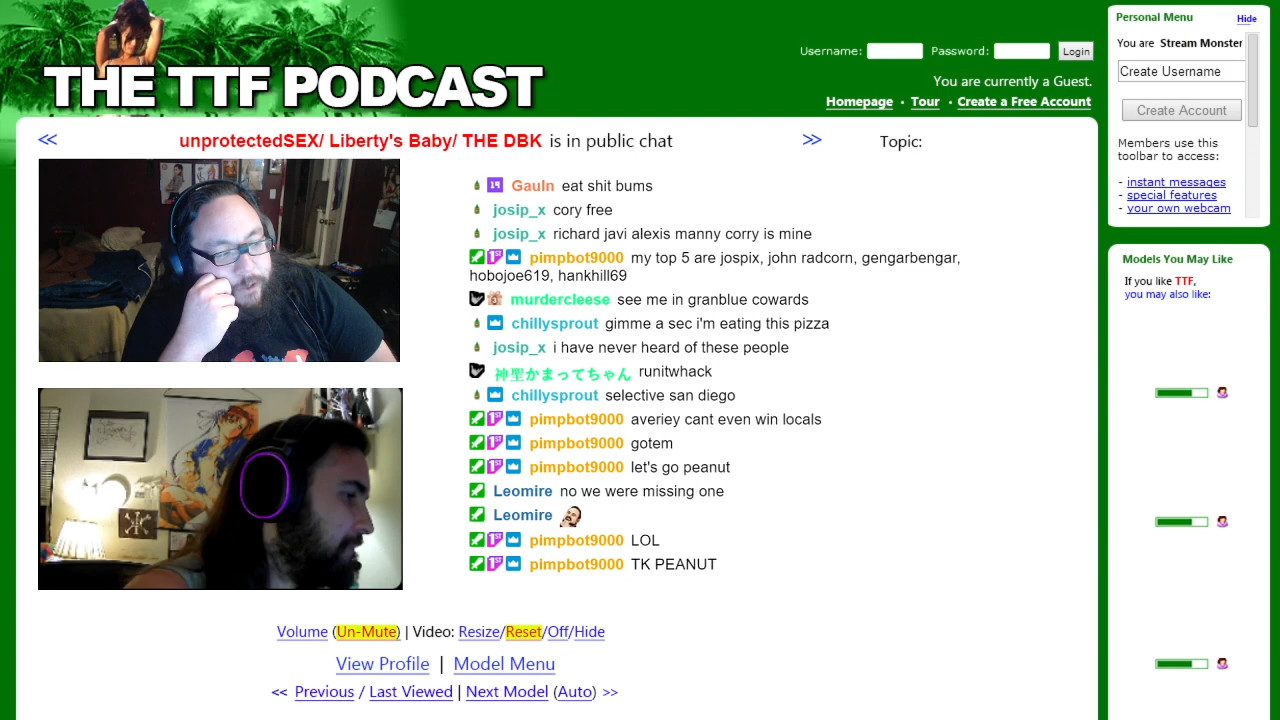 THE TTF PODCAST
Username:
Password:
Login
You are currently a Guest.
Homepage • Tour • Create a Free Account
<< unprotectedSEX/ Liberty's Baby/ THE DBK is in public chat >>
Topic:
19 Gauln eat shit bums
josip_x cory free
josip_x richard javi alexis manny corry is mine
1ST pimpbot9000 my top 5 are jospix, john radcorn, gengarbengar,
hobojoe619, hankhill69
murdercleese see me in granblue cowards
chillysprout gimme a sec i'm eating this pizza
josip_x i have never heard of these people
神聖かまってちゃん runitwhack
chillysprout selective san diego
1ST pimpbot9000 averiey cant even win locals
1ST pimpbot9000 gotem
1ST pimpbot9000 let's go peanut
Leomire no we were missing one
Leomire
1ST pimpbot9000 LOL
1ST pimpbot9000 TK PEANUT
Volume (Un-Mute) | Video: Resize/Reset/Off/Hide
View Profile | Model Menu
<< Previous / Last Viewed | Next Model (Auto) >>
Personal Menu
Hide
You are Stream Monster
Create Username
Create Account
Members use this
toolbar to access:
- instant messages
- special features
- your own webcam
Models You May Like
If you like TTF,
you may also like: